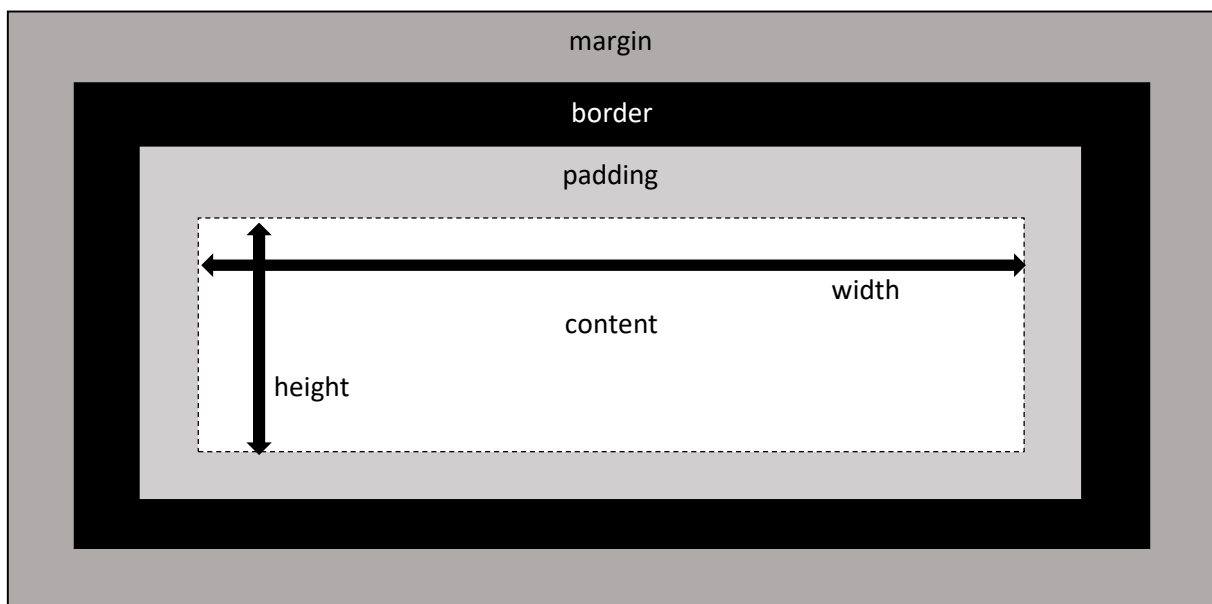 margin
border
padding
width
content
height